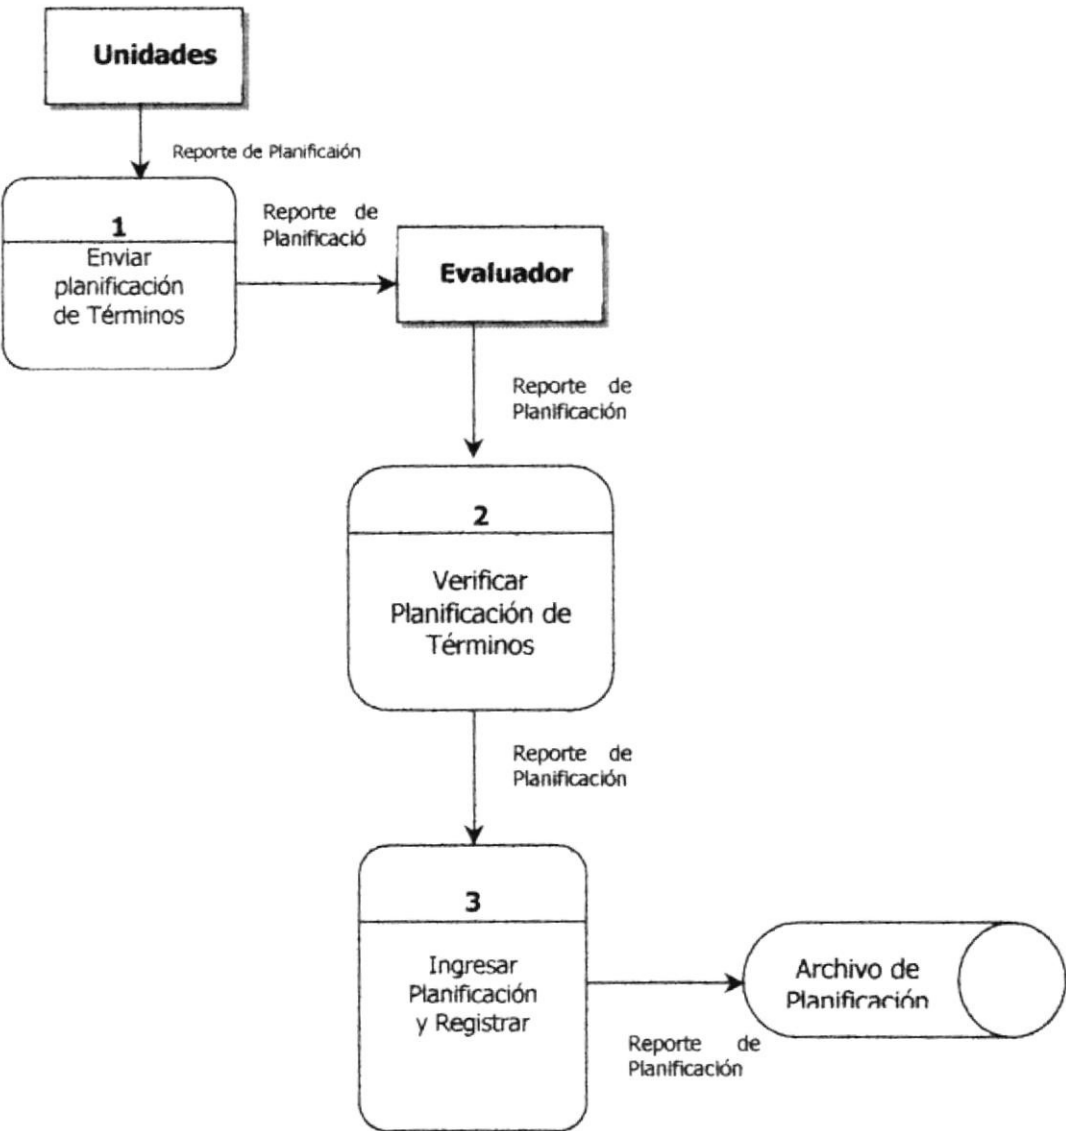 Unidades
Reporte de Planificaión
1
Enviar
planificación
de Términos
Reporte de
Planificació
Evaluador
Reporte de
Planificación
2
Verificar
Planificación de
Términos
Reporte de
Planificación
3
Ingresar
Planificación
y Registrar
Archivo de
Planificación
Reporte de
Planificación